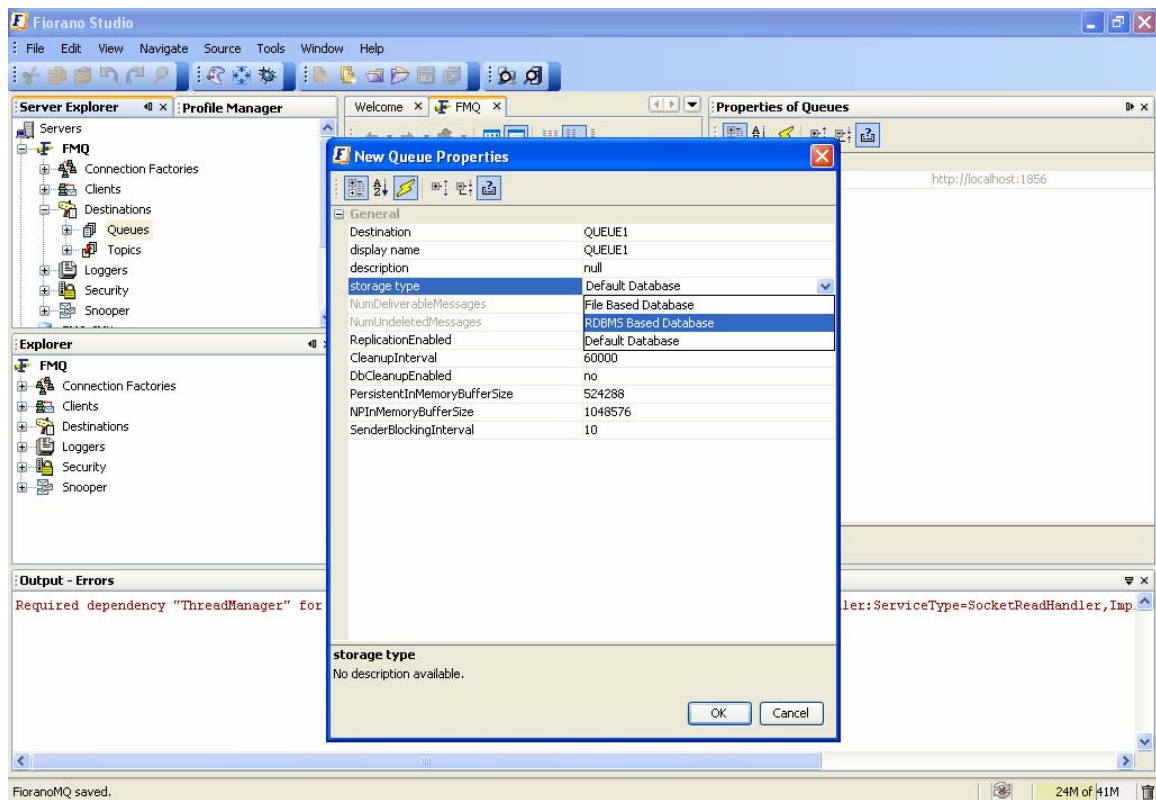 Fiorano Studio
File Edit View Navigate Source Tools Window Help
Server Explorer Profile Manager
Servers
FMQ
Connection Factories
Clients
Destinations
Queues
Topics
Loggers
Security
Snooper
Explorer
FMQ
Connection Factories
Clients
Destinations
Loggers
Security
Snooper
Welcome FMQ
Properties of Queues
http://localhost:1856
New Queue Properties
General
Destination QUEUE1
display name QUEUE1
description null
storage type Default Database
File Based Database
RDBMS Based Database
Default Database
NumDeliverableMessages
NumUndeletedMessages
ReplicationEnabled
CleanupInterval 60000
DbCleanupEnabled no
PersistentInMemoryBufferSize 524288
NPInMemoryBufferSize 1048576
SenderBlockingInterval 10
storage type
No description available.
OK Cancel
Output - Errors
Required dependency "ThreadManager" for
ler:ServiceType=SocketReadHandler,Imp
FioranoMQ saved.
24M of 41M